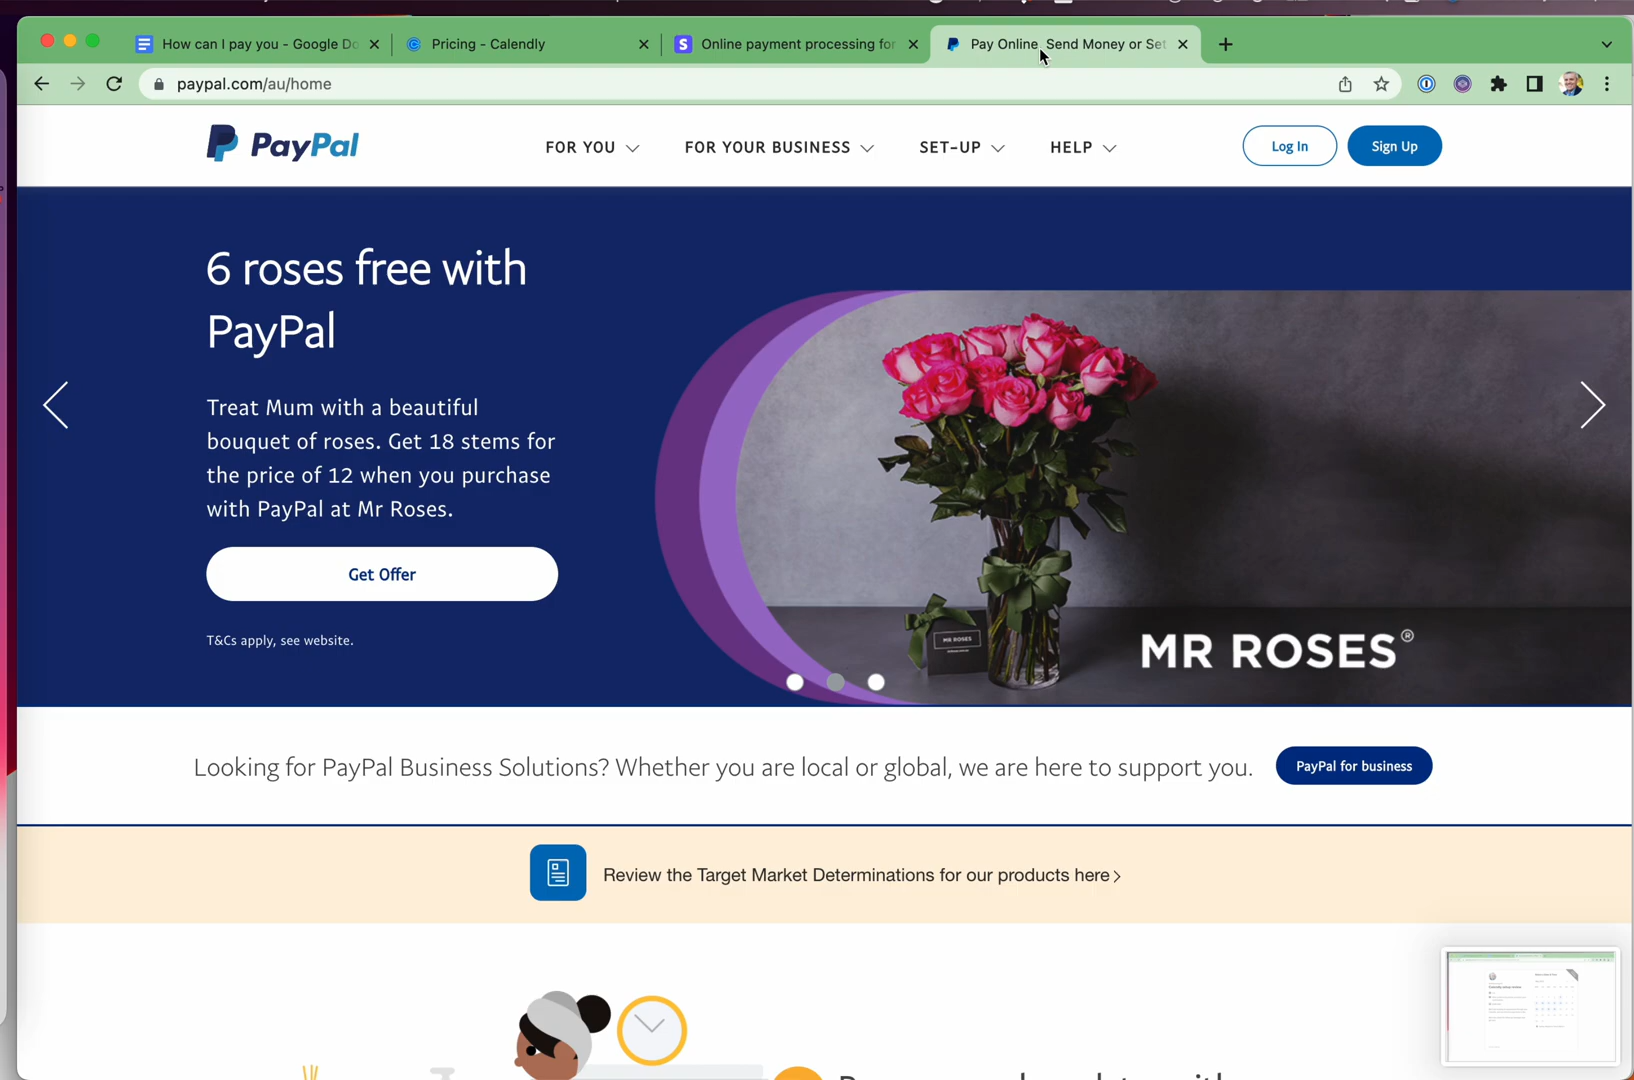 How can I pay you - Google Do
Pricing - Calendly
Online payment processing for
Pay Online, Send Money or Set
paypal.com/au/home
PayPal
FOR YOU
FOR YOUR BUSINESS
SET-UP
HELP
Log In
Sign Up
6 roses free with
PayPal
Treat Mum with a beautiful
bouquet of roses. Get 18 stems for
the price of 12 when you purchase
with PayPal at Mr Roses.
Get Offer
T&Cs apply, see website.
MR ROSES
MR ROSES®
Looking for PayPal Business Solutions? Whether you are local or global, we are here to support you.
PayPal for business
Review the Target Market Determinations for our products here